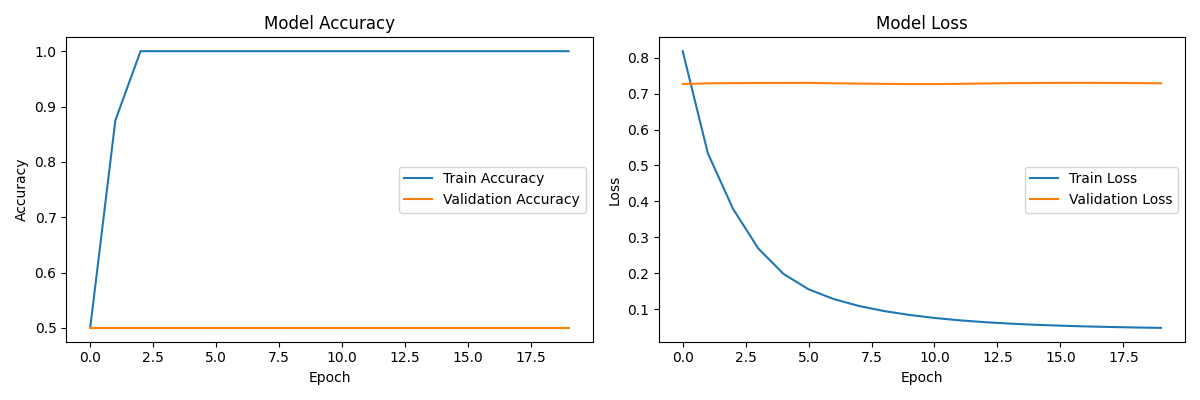 Model Accuracy
Accuracy
1.0
0.9
0.8
0.7
0.6
0.5
0.0 2.5 5.0 7.5 10.0 12.5 15.0 17.5
Epoch
Train Accuracy
Validation Accuracy
Model Loss
Loss
0.8
0.7
0.6
0.5
0.4
0.3
0.2
0.1
0.0 2.5 5.0 7.5 10.0 12.5 15.0 17.5
Epoch
Train Loss
Validation Loss